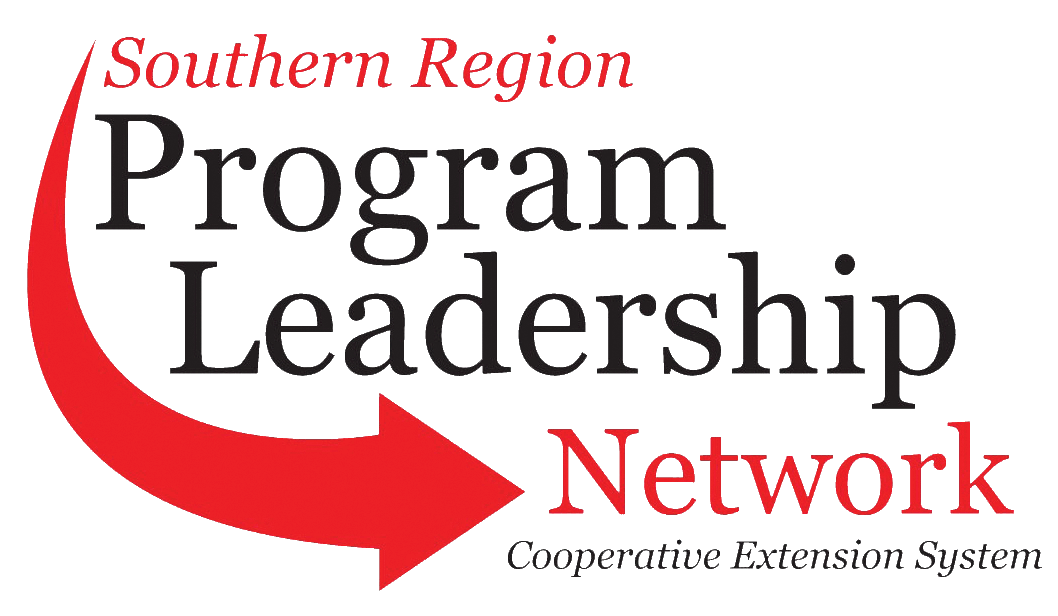 Southern Region
Program
Leadership
Network
Cooperative Extension System